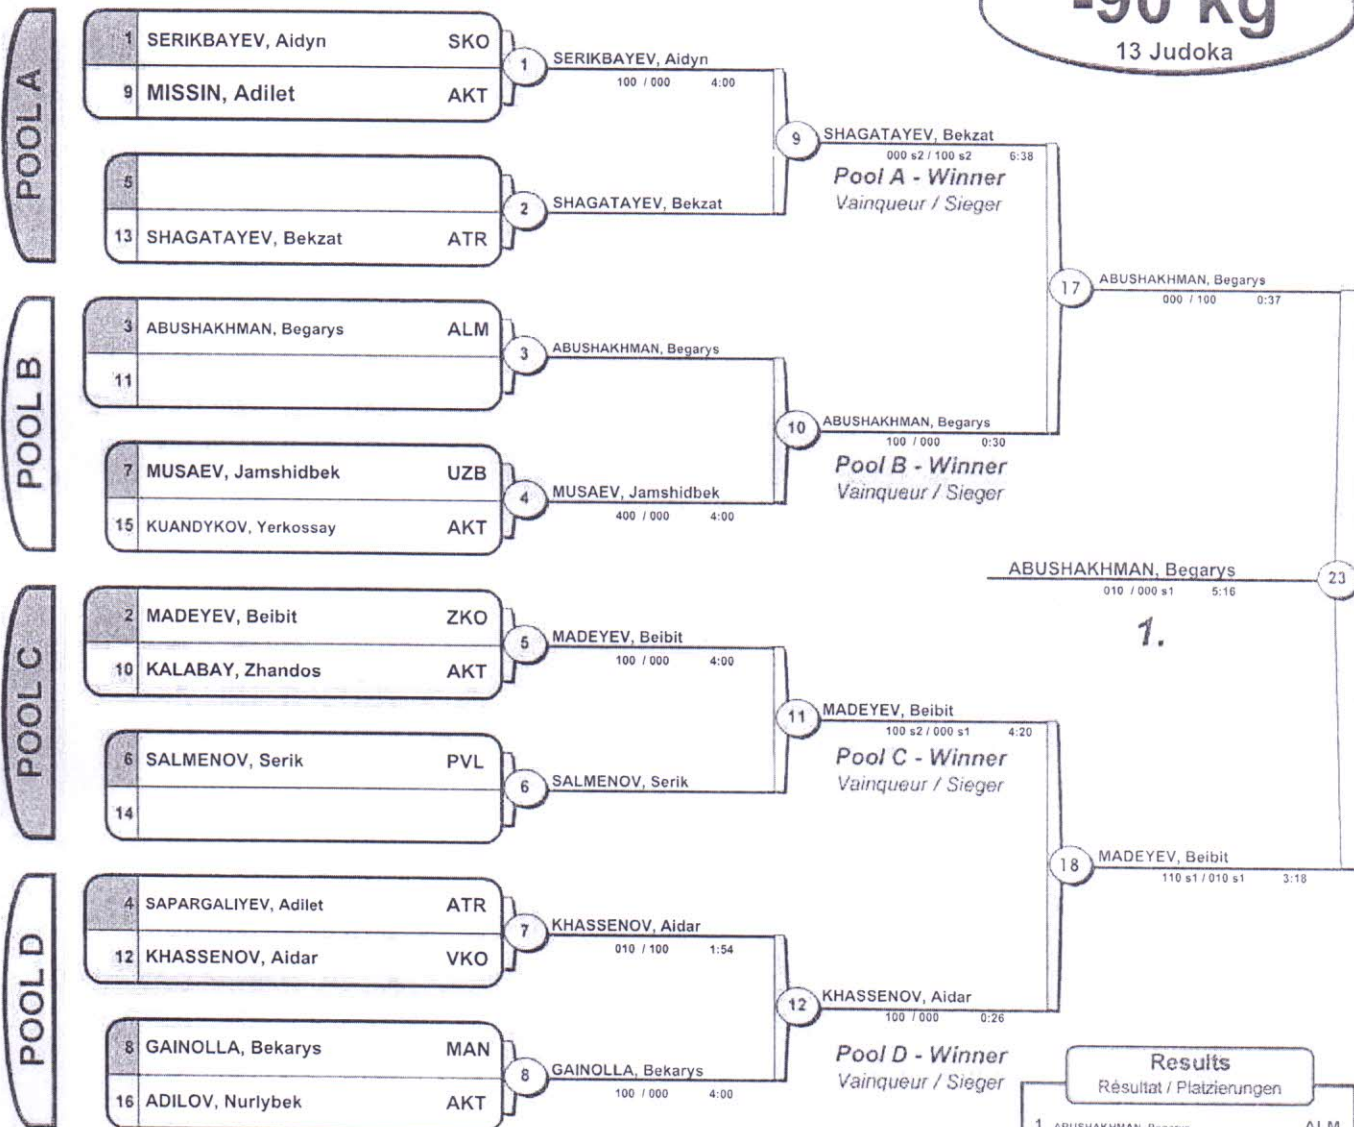 -90 kg
13 Judoka
POOL A
1 SERIKBAYEV, Aidyn SKO
9 MISSIN, Adilet AKT
5
13 SHAGATAYEV, Bekzat ATR
1
SERIKBAYEV, Aidyn
100 / 000 4:00
2
SHAGATAYEV, Bekzat
9
SHAGATAYEV, Bekzat
000 s2 / 100 s2 6:38
Pool A - Winner
Vainqueur / Sieger
POOL B
3 ABUSHAKHMAN, Begarys ALM
11
7 MUSAEV, Jamshidbek UZB
15 KUANDYKOV, Yerkossay AKT
3
ABUSHAKHMAN, Begarys
4
MUSAEV, Jamshidbek
400 / 000 4:00
10
ABUSHAKHMAN, Begarys
100 / 000 0:30
Pool B - Winner
Vainqueur / Sieger
17
ABUSHAKHMAN, Begarys
000 / 100 0:37
ABUSHAKHMAN, Begarys
010 / 000 s1 5:16
23
1.
POOL C
2 MADEYEV, Beibit ZKO
10 KALABAY, Zhandos AKT
6 SALMENOV, Serik PVL
14
5
MADEYEV, Beibit
100 / 000 4:00
6
SALMENOV, Serik
11
MADEYEV, Beibit
100 s2 / 000 s1 4:20
Pool C - Winner
Vainqueur / Sieger
POOL D
4 SAPARGALIYEV, Adilet ATR
12 KHASSENOV, Aidar VKO
8 GAINOLLA, Bekarys MAN
16 ADILOV, Nurlybek AKT
7
KHASSENOV, Aidar
010 / 100 1:54
8
GAINOLLA, Bekarys
100 / 000 4:00
12
KHASSENOV, Aidar
100 / 000 0:26
Pool D - Winner
Vainqueur / Sieger
18
MADEYEV, Beibit
110 s1 / 010 s1 3:18
Results
Résultat / Platzierungen
1 ABUSHAKHMAN, Begarys ALM